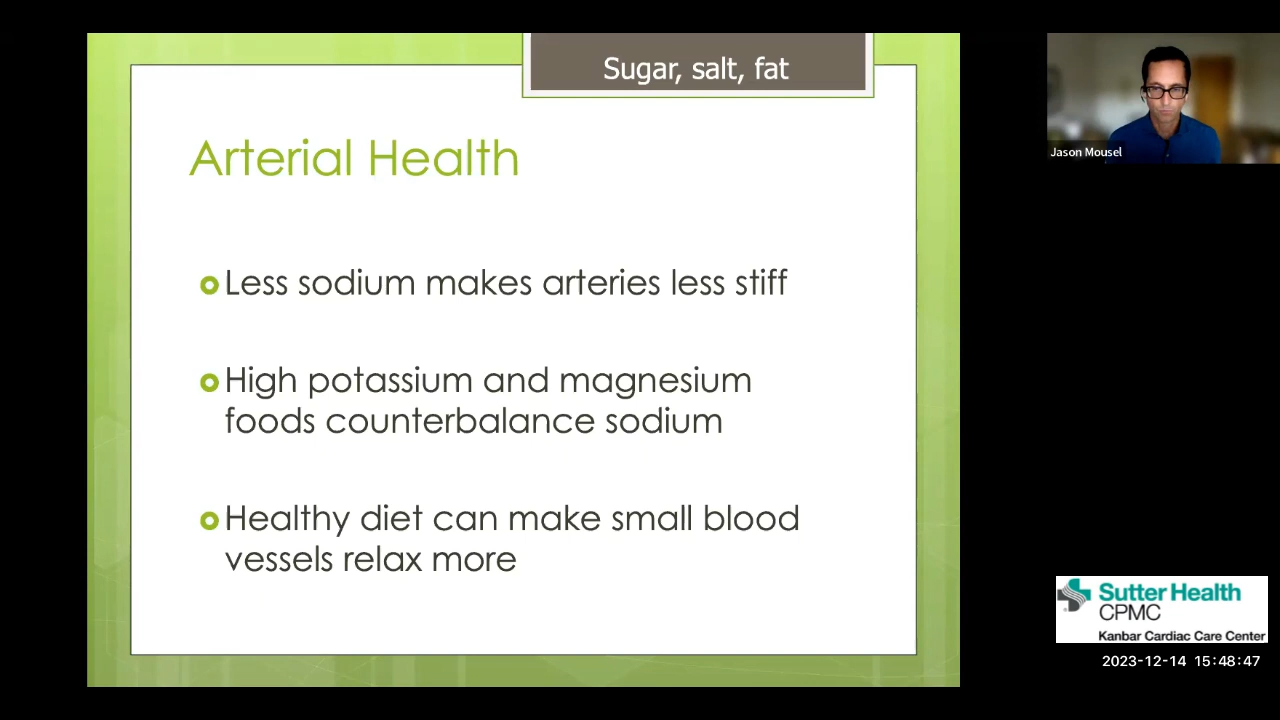 Sugar, salt, fat
Arterial Health
Less sodium makes arteries less stiff
High potassium and magnesium
foods counterbalance sodium
Healthy diet can make small blood
vessels relax more
Jason Mousel
Sutter Health
CPMC
Kanbar Cardiac Care Center
2023-12-14 15:48:47